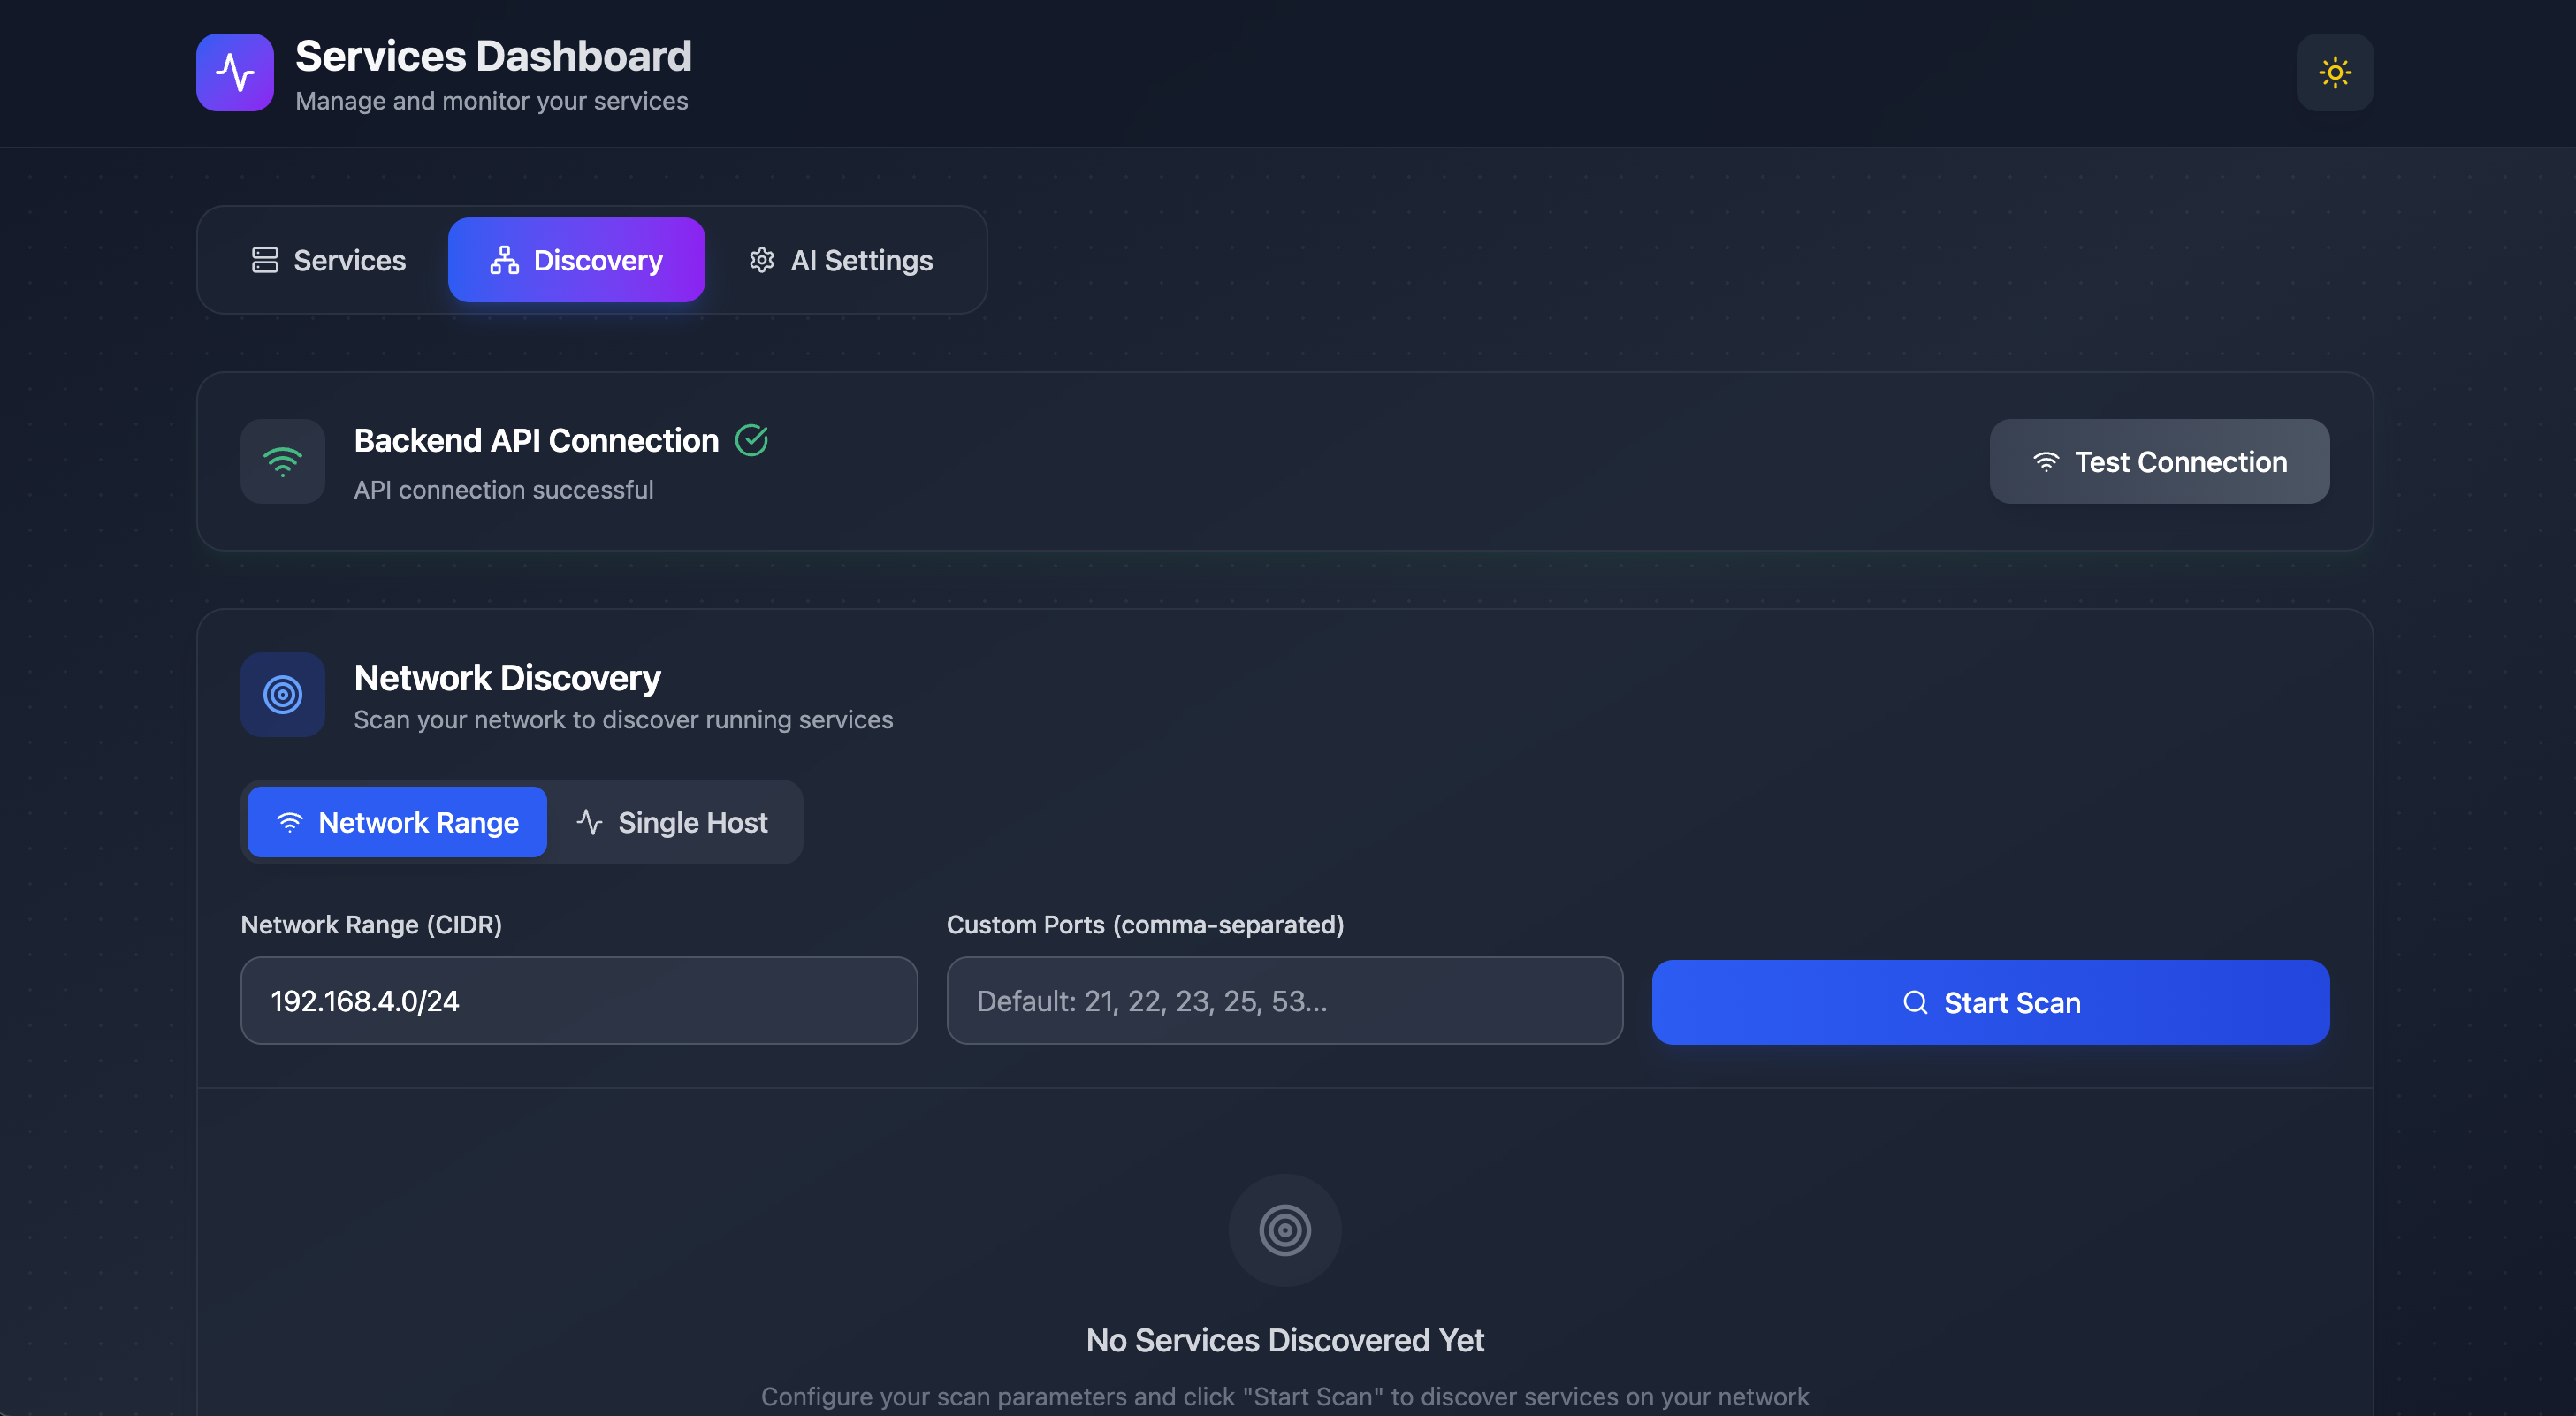 Services Dashboard
Manage and monitor your services
Services
Discovery
AI Settings
Backend API Connection
API connection successful
Test Connection
Network Discovery
Scan your network to discover running services
Network Range
Single Host
Network Range (CIDR)
Custom Ports (comma-separated)
192.168.4.0/24
Default: 21, 22, 23, 25, 53...
Start Scan
No Services Discovered Yet
Configure your scan parameters and click "Start Scan" to discover services on your network